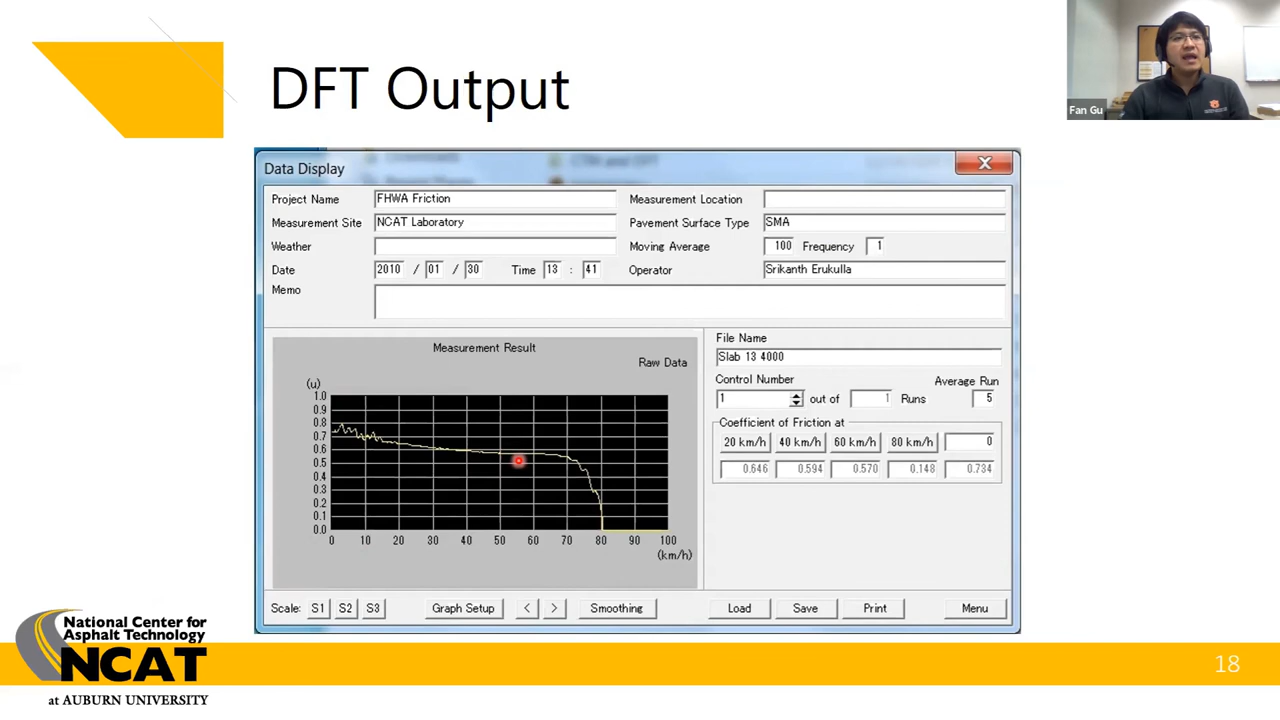 DFT Output
Fan Gu
Data Display
Project Name FHWA Friction Measurement Location
Measurement Site NCAT Laboratory Pavement Surface Type SMA
Weather Moving Average 100 Frequency 1
Date 2010 / 01 / 30 Time 13 : 41 Operator Srikanth Erukulla
Memo
Measurement Result
Raw Data
(u)
1.0
0.9
0.8
0.7
0.6
0.5
0.4
0.3
0.2
0.1
0.0
0 10 20 30 40 50 60 70 80 90 100
(km/h)
File Name
Slab 13 4000
Control Number Average Run
1 out of 1 Runs 5
Coefficient of Friction at
20 km/h 40 km/h 60 km/h 80 km/h 0
0.646 0.594 0.570 0.148 0.734
Scale: S1 S2 S3 Graph Setup < > Smoothing Load Save Print Menu
National Center for
Asphalt Technology
NCAT
at AUBURN UNIVERSITY
18